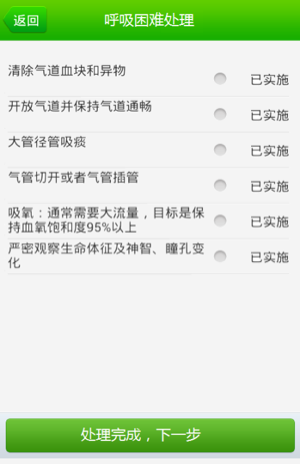 返回
呼吸困难处理
清除气道血块和异物
已实施
开放气道并保持气道通畅
已实施
大管径管吸痰
已实施
气管切开或者气管插管
已实施
吸氧：通常需要大流量，目标是保
持血氧饱和度95%以上
已实施
严密观察生命体征及神智、瞳孔变
化
已实施
处理完成，下一步